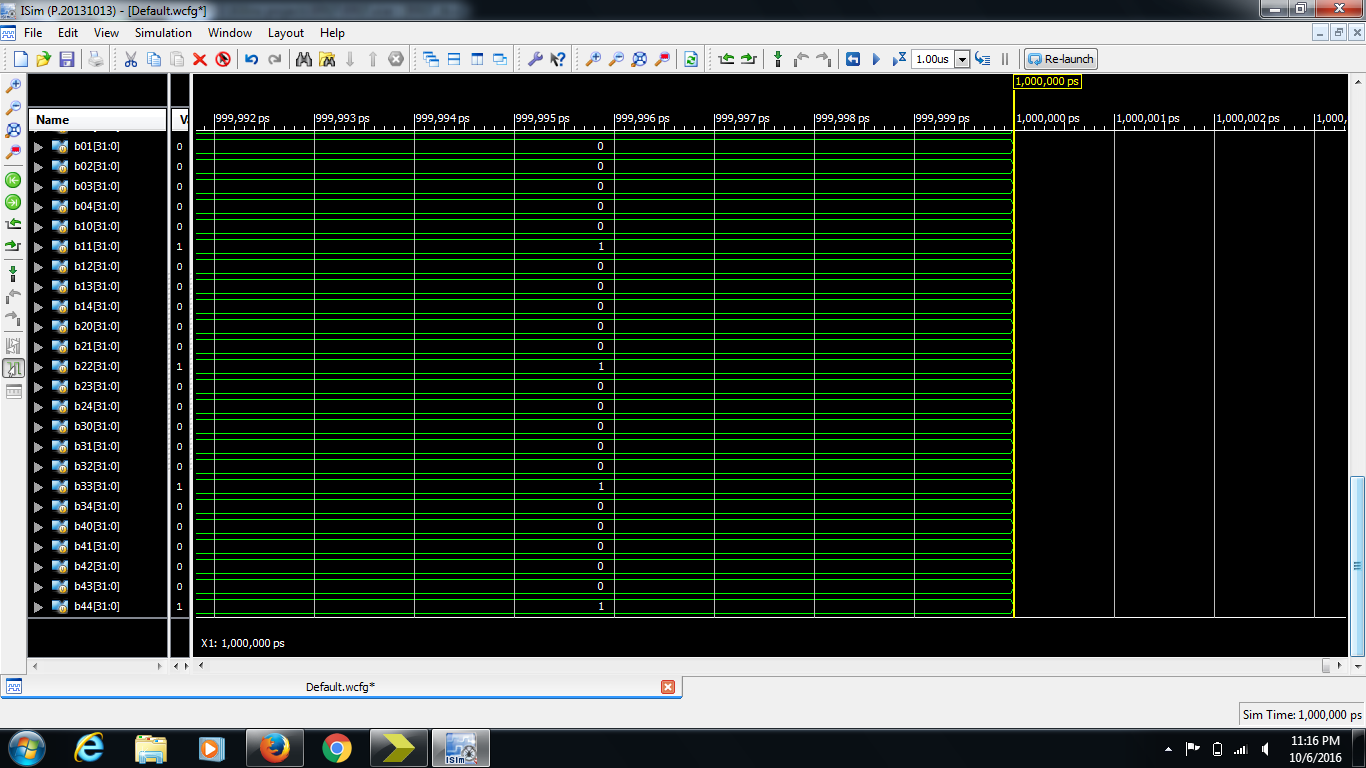 ISim (P.20131013) - [Default.wcfg*]
File Edit View Simulation Window Layout Help
1.00us Re-launch
1,000,000 ps
Name V
999,992 ps 999,993 ps 999,994 ps 999,995 ps 999,996 ps 999,997 ps 999,998 ps 999,999 ps 1,000,000 ps 1,000,001 ps 1,000,002 ps 1,000,
b01[31:0] 0 0
b02[31:0] 0 0
b03[31:0] 0 0
b04[31:0] 0 0
b10[31:0] 0 0
b11[31:0] 1 1
b12[31:0] 0 0
b13[31:0] 0 0
b14[31:0] 0 0
b20[31:0] 0 0
b21[31:0] 0 0
b22[31:0] 1 1
b23[31:0] 0 0
b24[31:0] 0 0
b30[31:0] 0 0
b31[31:0] 0 0
b32[31:0] 0 0
b33[31:0] 1 1
b34[31:0] 0 0
b40[31:0] 0 0
b41[31:0] 0 0
b42[31:0] 0 0
b43[31:0] 0 0
b44[31:0] 1 1
X1: 1,000,000 ps
Default.wcfg*
Sim Time: 1,000,000 ps
ISim
11:16 PM
10/6/2016